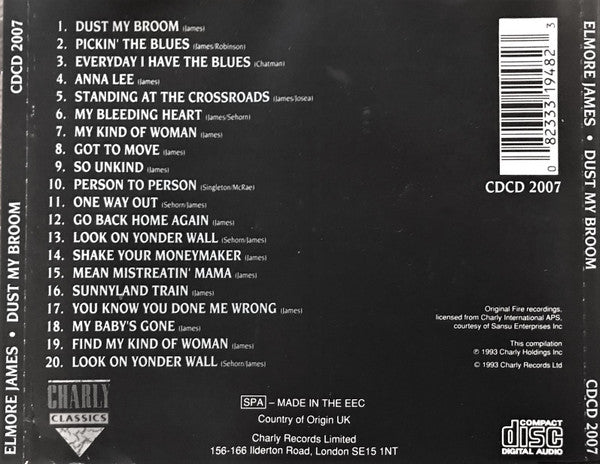 ELMORE JAMES • DUST MY BROOM CDCD 2007
1. DUST MY BROOM (James)
2. PICKIN' THE BLUES (James/Robinson)
3. EVERYDAY I HAVE THE BLUES (Chatman)
4. ANNA LEE (James)
5. STANDING AT THE CROSSROADS (James/Josea)
6. MY BLEEDING HEART (James/Sehorn)
7. MY KIND OF WOMAN (James)
8. GOT TO MOVE (James)
9. SO UNKIND (James)
10. PERSON TO PERSON (Singleton/McRae)
11. ONE WAY OUT (Sehorn/James)
12. GO BACK HOME AGAIN (James)
13. LOOK ON YONDER WALL (Sehorn/James)
14. SHAKE YOUR MONEYMAKER (James)
15. MEAN MISTREATIN' MAMA (James)
16. SUNNYLAND TRAIN (James)
17. YOU KNOW YOU DONE ME WRONG (James)
18. MY BABY'S GONE (James)
19. FIND MY KIND OF WOMAN (James)
20. LOOK ON YONDER WALL (Sehorn/James)
0 82333 19482 3
CDCD 2007
Original Fire recordings,
licensed from Charly International APS,
courtesy of Sansu Enterprises Inc
This compilation
℗ 1993 Charly Holdings Inc
© 1993 Charly Records Ltd
CHARLY
CLASSICS
SPA – MADE IN THE EEC
Country of Origin UK
Charly Records Limited
156-166 Ilderton Road, London SE15 1NT
COMPACT
disc
DIGITAL AUDIO
ELMORE JAMES • DUST MY BROOM CDCD 2007